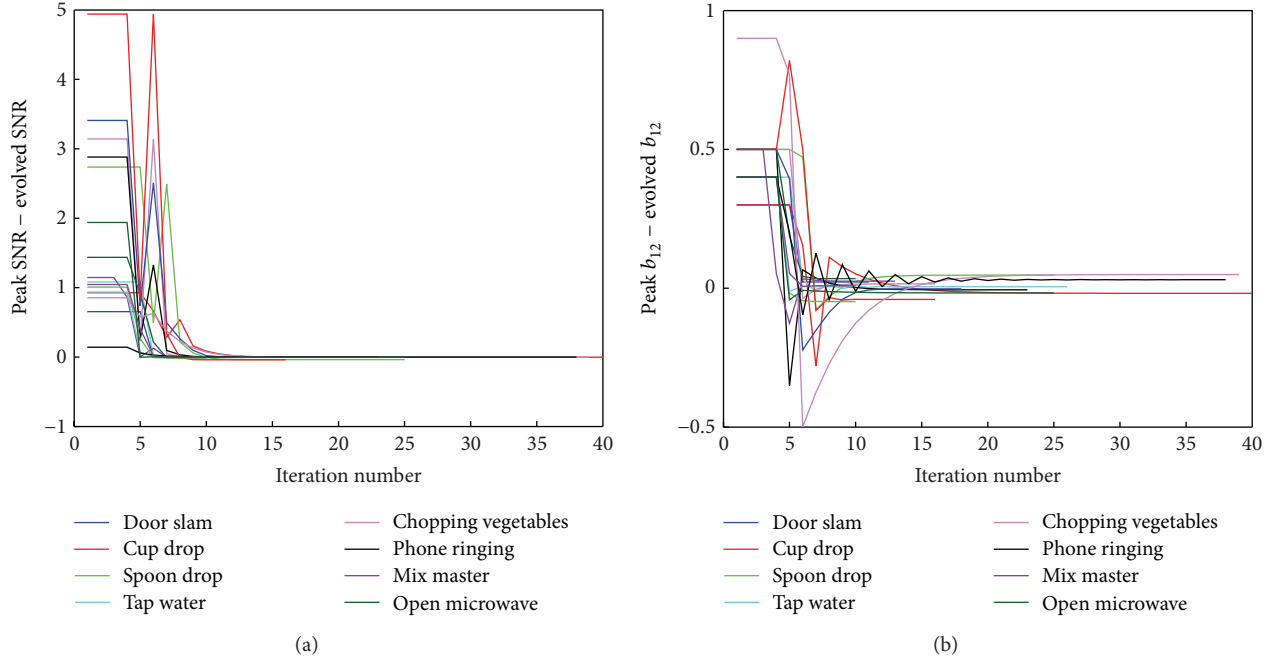 5
4
3
2
1
0
−1
Peak SNR − evolved SNR
0 5 10 15 20 25 30 35 40
Iteration number
Door slam
Cup drop
Spoon drop
Tap water
Chopping vegetables
Phone ringing
Mix master
Open microwave
(a)
1
0.5
0
−0.5
Peak b12 − evolved b12
0 5 10 15 20 25 30 35 40
Iteration number
Door slam
Cup drop
Spoon drop
Tap water
Chopping vegetables
Phone ringing
Mix master
Open microwave
(b)